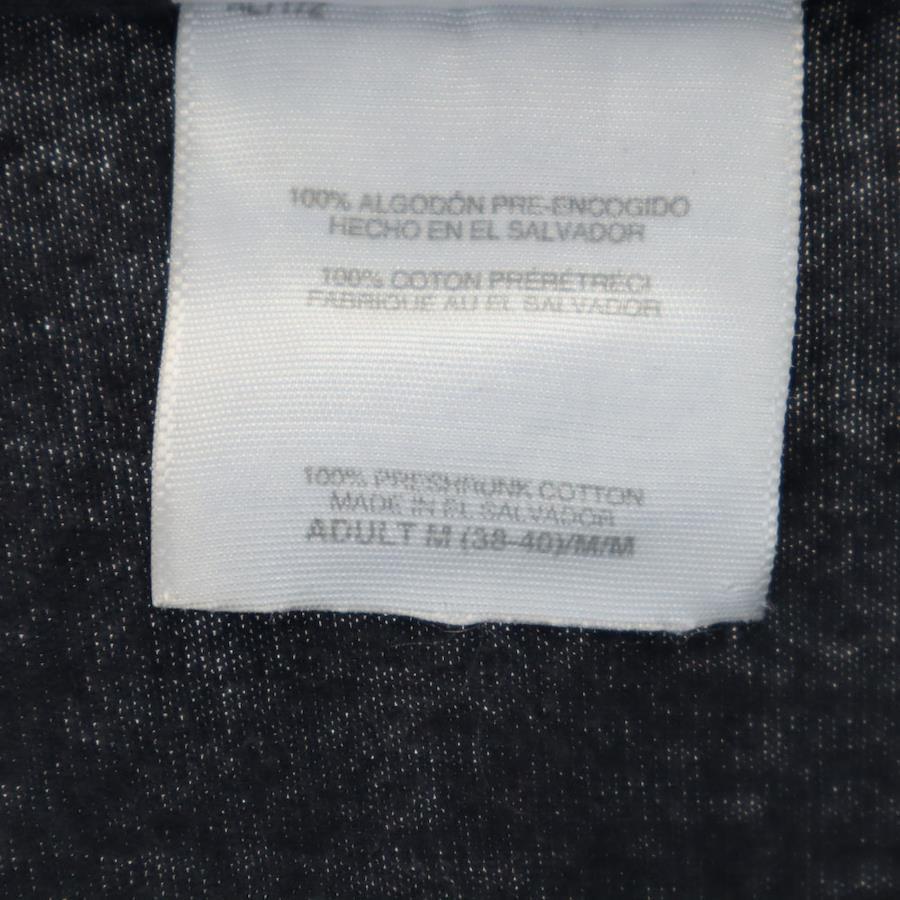 100% ALGODÓN PRE-ENCOGIDO
HECHO EN EL SALVADOR
100% COTON PRÉRÉTRÉCI
FABRIQUE AU EL SALVADOR
100% PRESHRUNK COTTON
MADE IN EL SALVADOR
ADULT M (38-40)/M/M